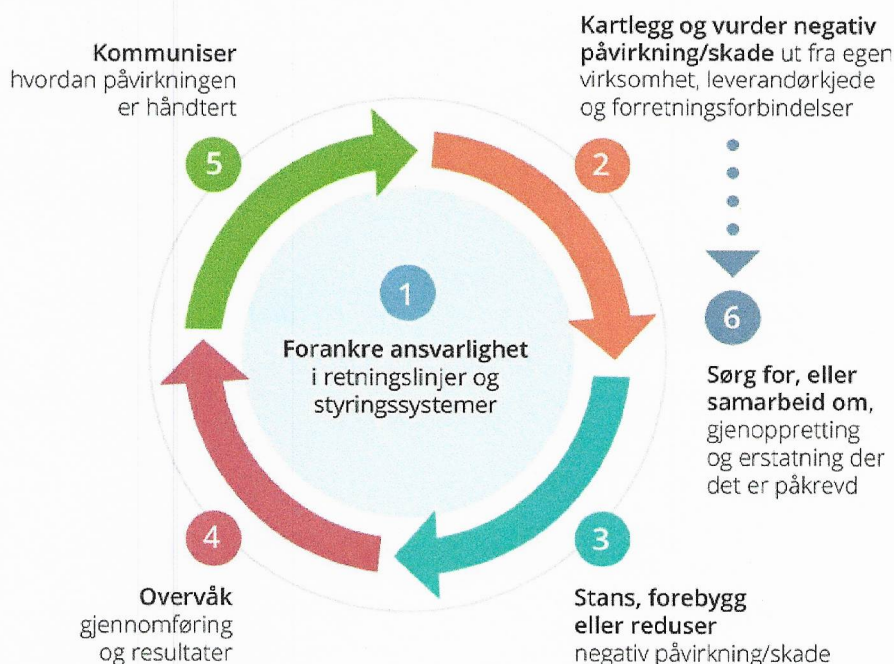 1
Forankre ansvarlighet
i retningslinjer og
styringssystemer
2
Kartlegg og vurder negativ
påvirkning/skade ut fra egen
virksomhet, leverandørkjede
og forretningsforbindelser
3
Stans, forebygg
eller reduser
negativ påvirkning/skade
4
Overvåk
gjennomføring
og resultater
5
Kommuniser
hvordan påvirkningen
er håndtert
6
Sørg for, eller
samarbeid om,
gjenoppretting
og erstatning der
det er påkrevd